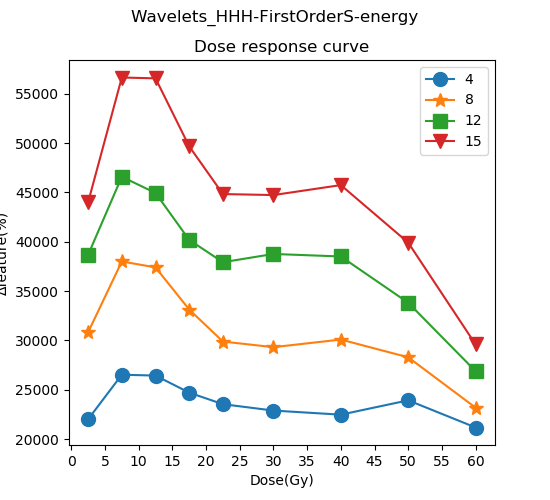 Wavelets_HHH-FirstOrderS-energy
Dose response curve
55000
50000
45000
40000
35000
30000
25000
20000
Δfeature(%)
4
8
12
15
0 5 10 15 20 25 30 35 40 45 50 55 60
Dose(Gy)